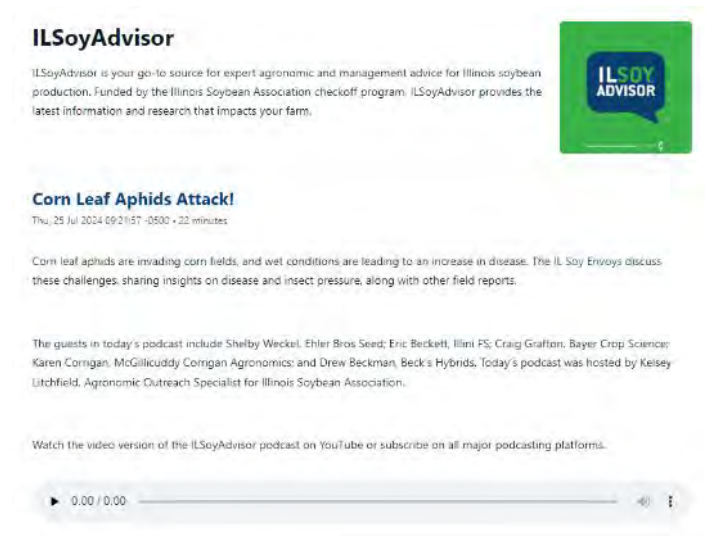 ILSoyAdvisor
ILSoyAdvisor is your go-to source for expert agronomic and management advice for Illinois soybean
production. Funded by the Illinois Soybean Association checkoff program. ILSoyAdvisor provides the
latest information and research that impacts your farm.
ILSOY
ADVISOR
Corn Leaf Aphids Attack!
Thu, 25 Jul 2024 09:21:57 -0500 • 22 minutes
Corn leaf aphids are invading corn fields, and wet conditions are leading to an increase in disease. The IL Soy Envoys discuss
these challenges, sharing insights on disease and insect pressure, along with other field reports.
The guests in today's podcast include Shelby Weckel, Ehler Bros Seed; Eric Beckett, Illini FS; Craig Grafton, Bayer Crop Science;
Karen Corrigan, McGillicuddy Corrigan Agronomics; and Drew Beckman, Beck's Hybrids. Today's podcast was hosted by Kelsey
Litchfield, Agronomic Outreach Specialist for Illinois Soybean Association.
Watch the video version of the ILSoyAdvisor podcast on YouTube or subscribe on all major podcasting platforms.
0:00 / 0:00